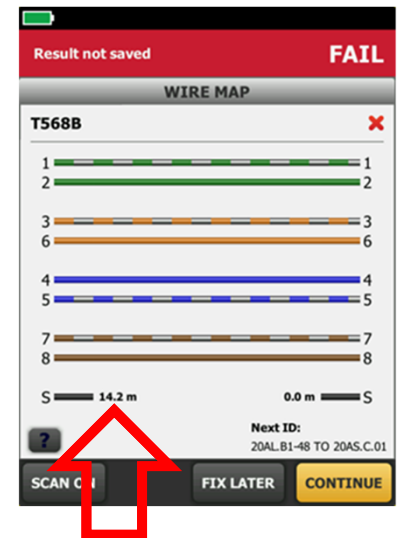 Result not saved FAIL
WIRE MAP
T568B
1 1
2 2
3 3
6 6
4 4
5 5
7 7
8 8
S 14.2 m 0.0 m S
? Next ID:
20AL.B1-48 TO 20AS.C.01
SCAN ON FIX LATER CONTINUE